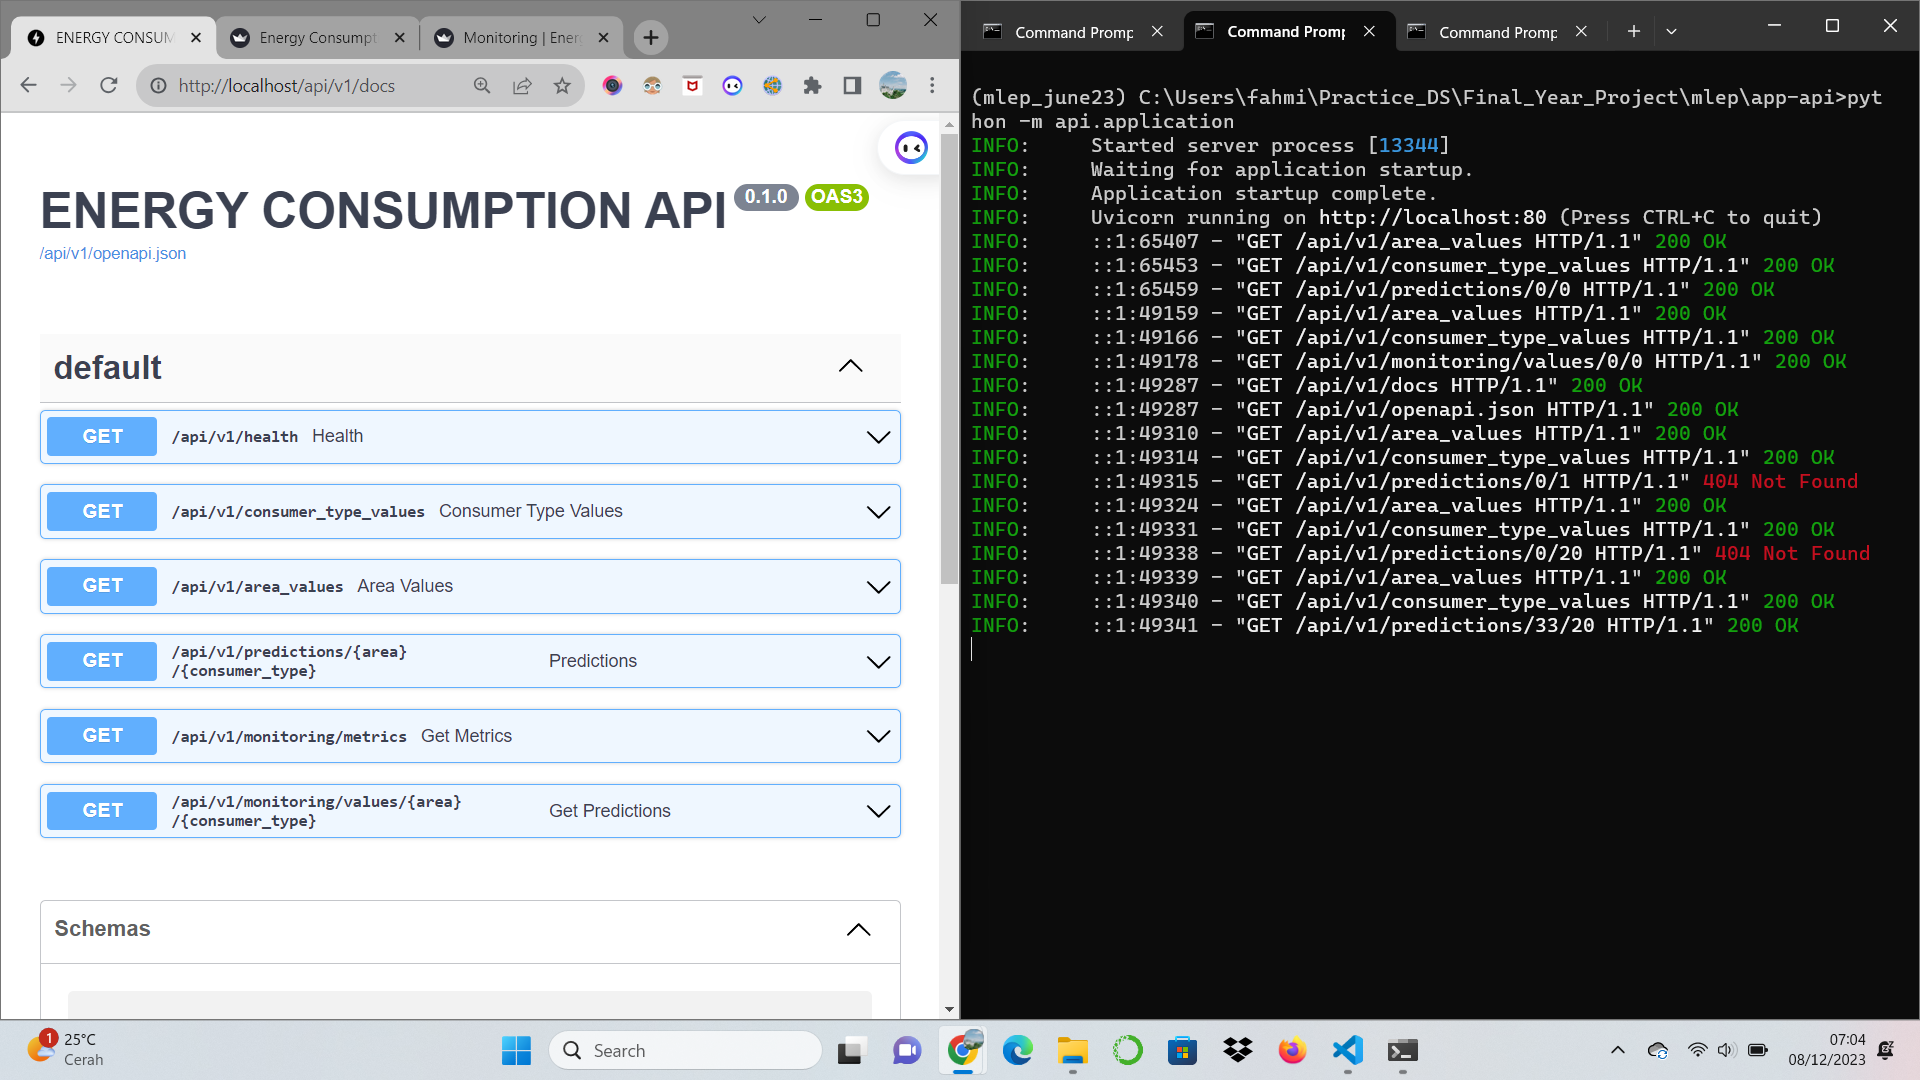 ENERGY CONSUM
Energy Consumpt
Monitoring | Ener
http://localhost/api/v1/docs
ENERGY CONSUMPTION API 0.1.0 OAS3
/api/v1/openapi.json
default
GET /api/v1/health Health
GET /api/v1/consumer_type_values Consumer Type Values
GET /api/v1/area_values Area Values
GET /api/v1/predictions/{area}
/{consumer_type} Predictions
GET /api/v1/monitoring/metrics Get Metrics
GET /api/v1/monitoring/values/{area}
/{consumer_type} Get Predictions
Schemas
Command Promp
Command Promp
Command Promp
(mlep_june23) C:\Users\fahmi\Practice_DS\Final_Year_Project\mlep\app-api>pyt
hon -m api.application
INFO: Started server process [13344]
INFO: Waiting for application startup.
INFO: Application startup complete.
INFO: Uvicorn running on http://localhost:80 (Press CTRL+C to quit)
INFO: ::1:65407 - "GET /api/v1/area_values HTTP/1.1" 200 OK
INFO: ::1:65453 - "GET /api/v1/consumer_type_values HTTP/1.1" 200 OK
INFO: ::1:65459 - "GET /api/v1/predictions/0/0 HTTP/1.1" 200 OK
INFO: ::1:49159 - "GET /api/v1/area_values HTTP/1.1" 200 OK
INFO: ::1:49166 - "GET /api/v1/consumer_type_values HTTP/1.1" 200 OK
INFO: ::1:49178 - "GET /api/v1/monitoring/values/0/0 HTTP/1.1" 200 OK
INFO: ::1:49287 - "GET /api/v1/docs HTTP/1.1" 200 OK
INFO: ::1:49287 - "GET /api/v1/openapi.json HTTP/1.1" 200 OK
INFO: ::1:49310 - "GET /api/v1/area_values HTTP/1.1" 200 OK
INFO: ::1:49314 - "GET /api/v1/consumer_type_values HTTP/1.1" 200 OK
INFO: ::1:49315 - "GET /api/v1/predictions/0/1 HTTP/1.1" 404 Not Found
INFO: ::1:49324 - "GET /api/v1/area_values HTTP/1.1" 200 OK
INFO: ::1:49331 - "GET /api/v1/consumer_type_values HTTP/1.1" 200 OK
INFO: ::1:49338 - "GET /api/v1/predictions/0/20 HTTP/1.1" 404 Not Found
INFO: ::1:49339 - "GET /api/v1/area_values HTTP/1.1" 200 OK
INFO: ::1:49340 - "GET /api/v1/consumer_type_values HTTP/1.1" 200 OK
INFO: ::1:49341 - "GET /api/v1/predictions/33/20 HTTP/1.1" 200 OK
1
25°C
Cerah
Search
07:04
08/12/2023